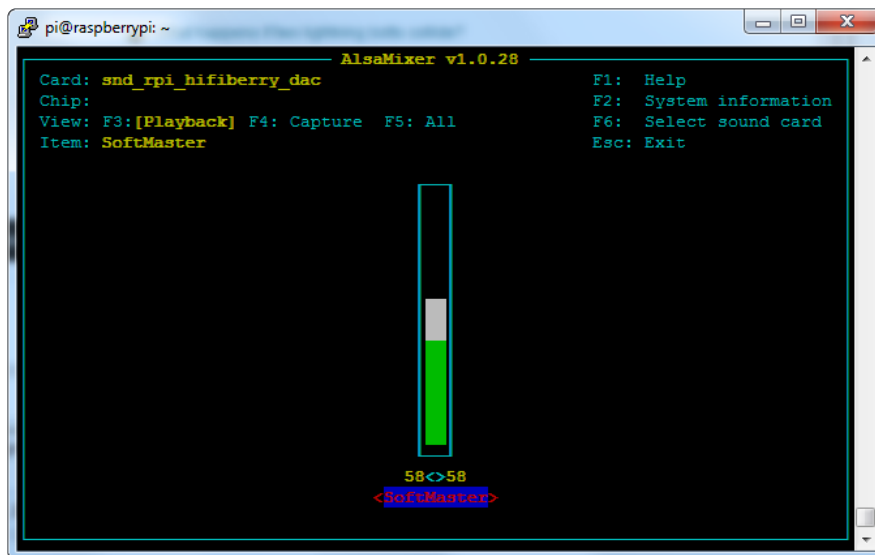 pi@raspberrypi: ~
AlsaMixer v1.0.28
Card: snd_rpi_hifiberry_dac F1: Help
Chip: F2: System information
View: F3:[Playback] F4: Capture F5: All F6: Select sound card
Item: SoftMaster Esc: Exit
58<>58
<SoftMaster>